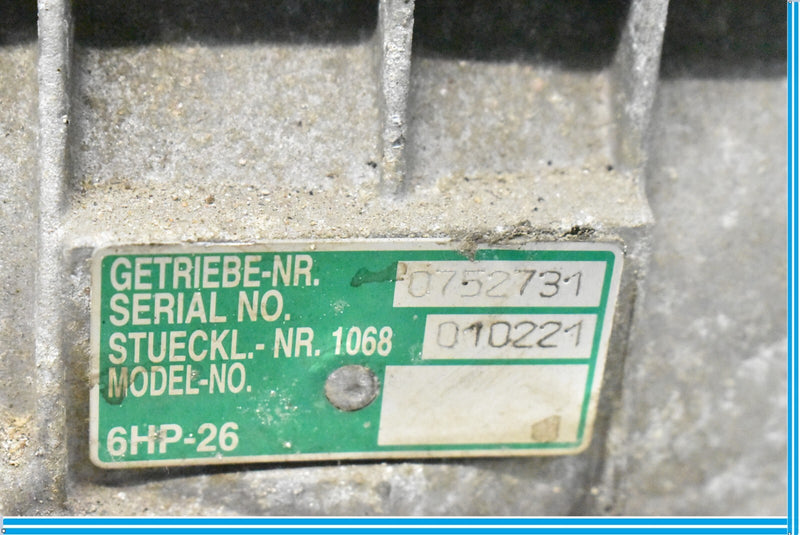 GETRIEBE-NR. 0752731
SERIAL NO.
STUECKL.- NR. 1068 010221
MODEL-NO.
6HP-26